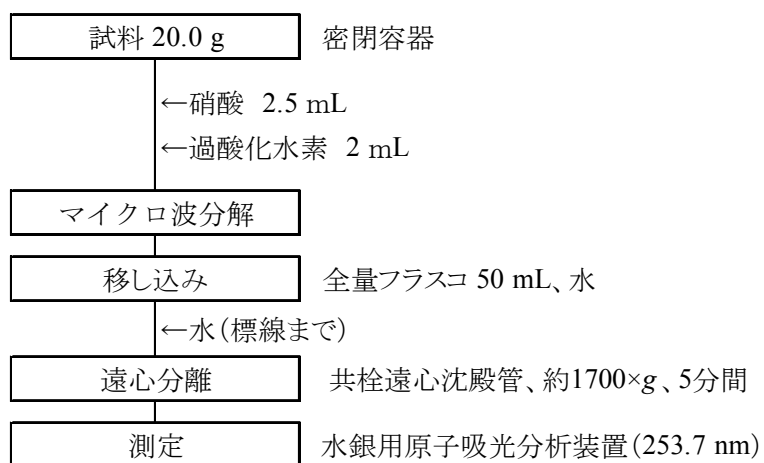 試料 20.0 g 密閉容器
←硝酸 2.5 mL
←過酸化水素 2 mL
マイクロ波分解
移し込み 全量フラスコ 50 mL、水
←水(標線まで)
遠心分離 共栓遠心沈殿管、約1700×g、5分間
測定 水銀用原子吸光分析装置(253.7 nm)